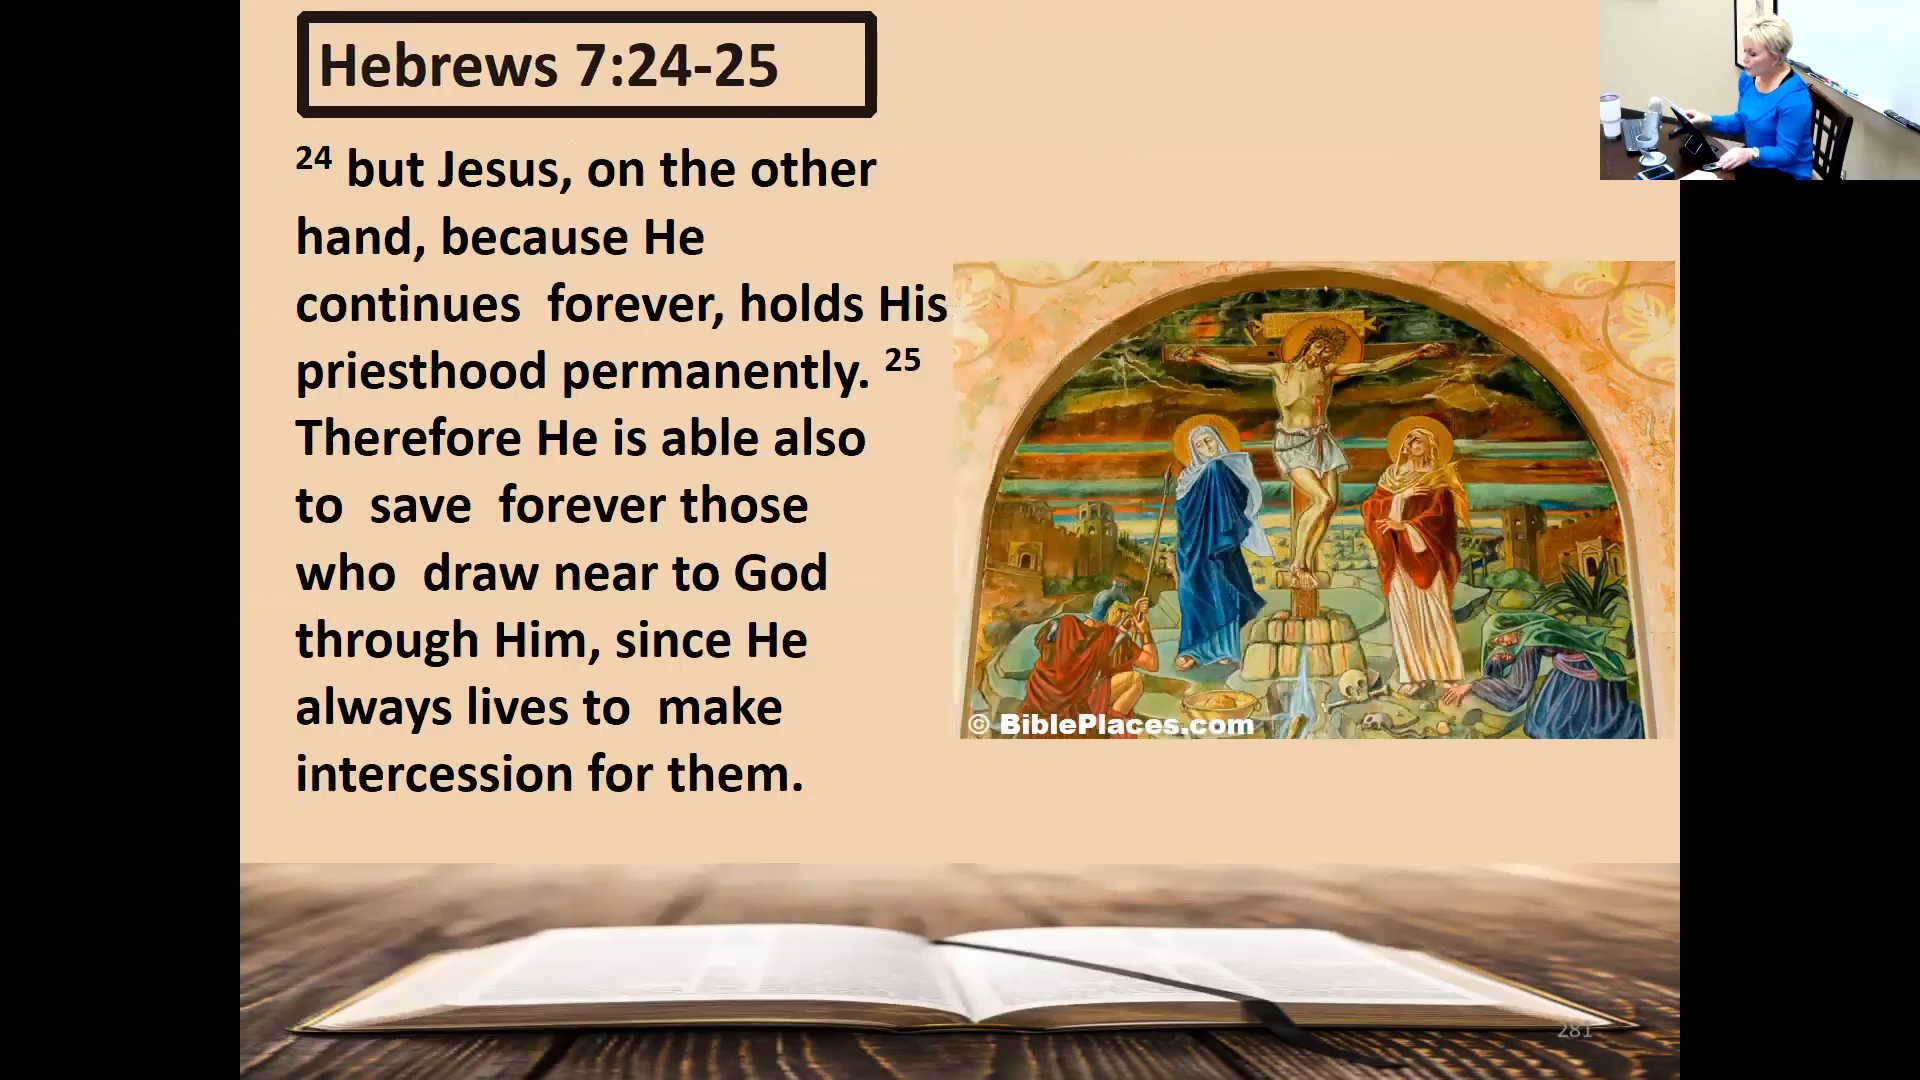 Hebrews 7:24-25
24 but Jesus, on the other
hand, because He
continues forever, holds His
priesthood permanently. 25
Therefore He is able also
to save forever those
who draw near to God
through Him, since He
always lives to make
intercession for them.
© BiblePlaces.com
281